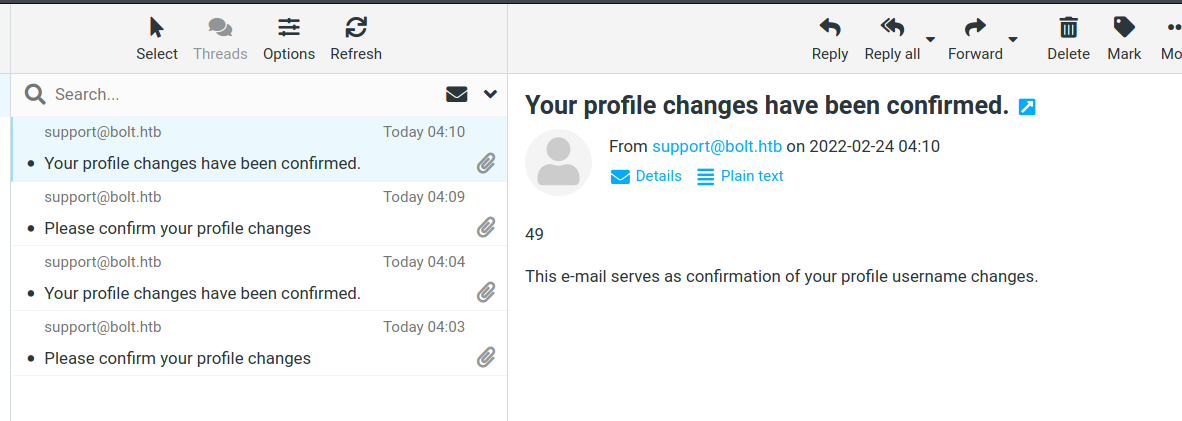 Select Threads Options Refresh
Reply Reply all Forward Delete Mark
Search...
support@bolt.htb Today 04:10
• Your profile changes have been confirmed.
support@bolt.htb Today 04:09
• Please confirm your profile changes
support@bolt.htb Today 04:04
• Your profile changes have been confirmed.
support@bolt.htb Today 04:03
• Please confirm your profile changes
Your profile changes have been confirmed.
From support@bolt.htb on 2022-02-24 04:10
Details Plain text
49
This e-mail serves as confirmation of your profile username changes.